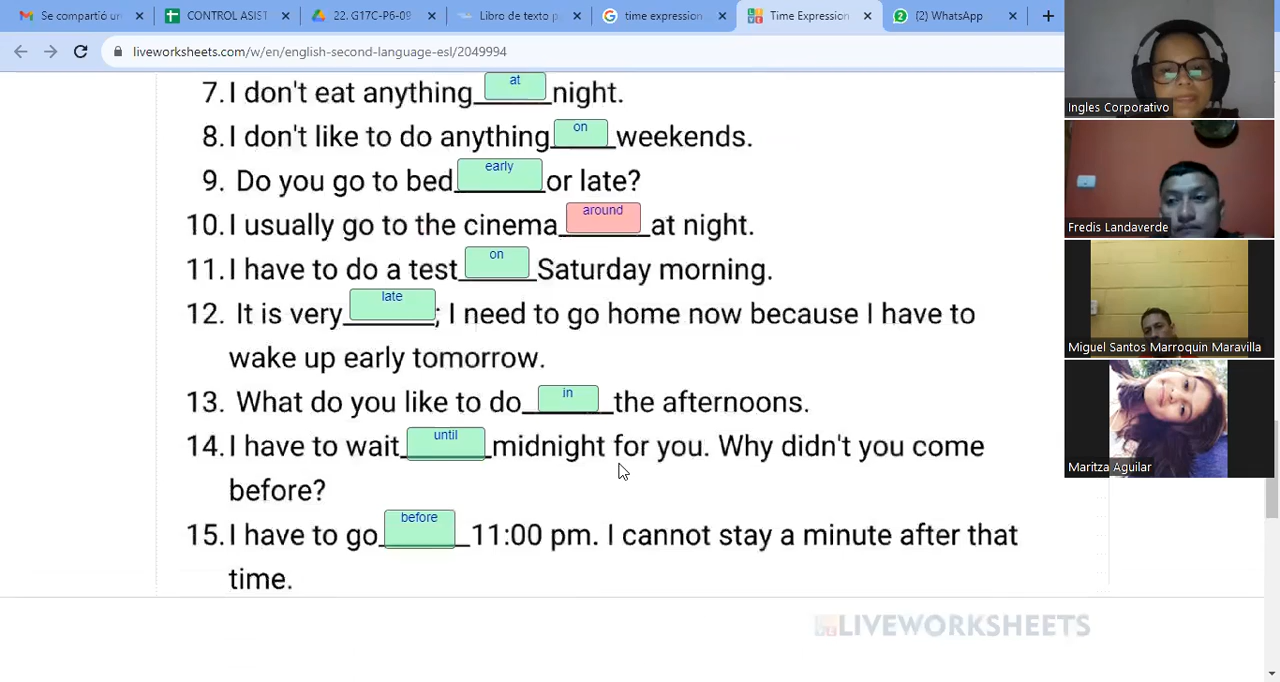 Se compartió un
CONTROL ASIST
22. G17C-P6-09
Libro de texto p
time expression
Time Expression
(2) WhatsApp
liveworksheets.com/w/en/english-second-language-esl/2049994
7. I don't eat anything at night.
8. I don't like to do anything on weekends.
9. Do you go to bed early or late?
10. I usually go to the cinema around at night.
11. I have to do a test on Saturday morning.
12. It is very late; I need to go home now because I have to
wake up early tomorrow.
13. What do you like to do in the afternoons.
14. I have to wait until midnight for you. Why didn't you come
before?
15. I have to go before 11:00 pm. I cannot stay a minute after that
time.
LIVEWORKSHEETS
Ingles Corporativo
Fredis Landaverde
Miguel Santos Marroquin Maravilla
Maritza Aguilar